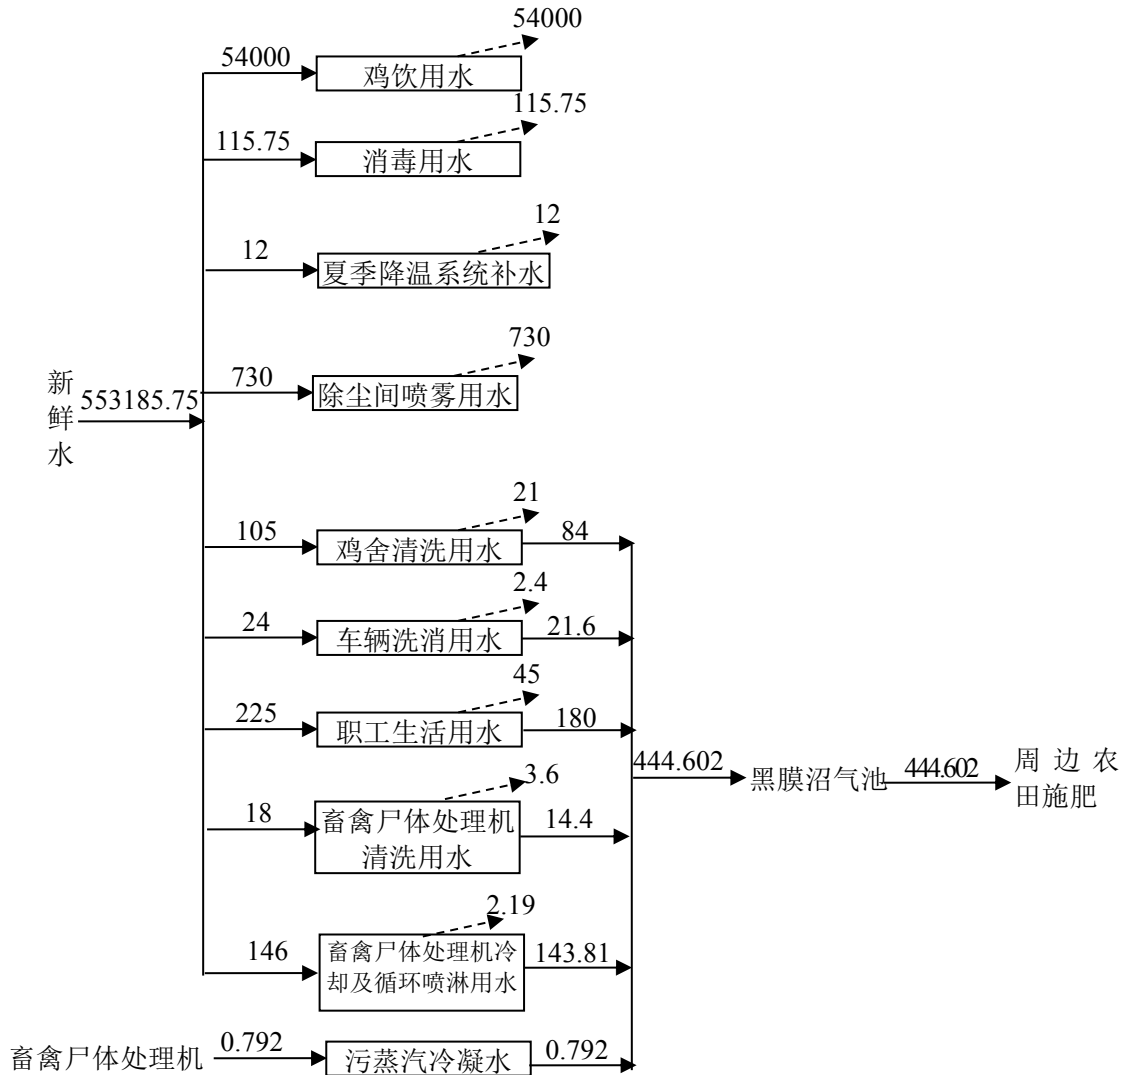 54000
54000
鸡饮用水
115.75
115.75
消毒用水
12
12
夏季降温系统补水
730
730
除尘间喷雾用水
新
鲜
水
553185.75
21
105
鸡舍清洗用水
84
2.4
24
车辆洗消用水
21.6
45
225
职工生活用水
180
444.602
黑膜沼气池
444.602
周边农
田施肥
3.6
18
畜禽尸体处理机
清洗用水
14.4
2.19
146
畜禽尸体处理机冷
却及循环喷淋用水
143.81
畜禽尸体处理机
0.792
污蒸汽冷凝水
0.792